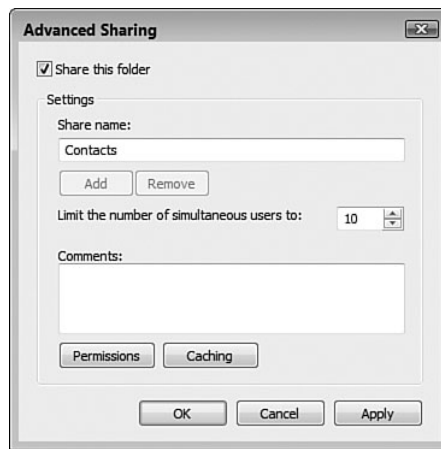 Advanced Sharing
Share this folder
Settings
Share name:
Contacts
Add Remove
Limit the number of simultaneous users to: 10
Comments:
Permissions Caching
OK Cancel Apply